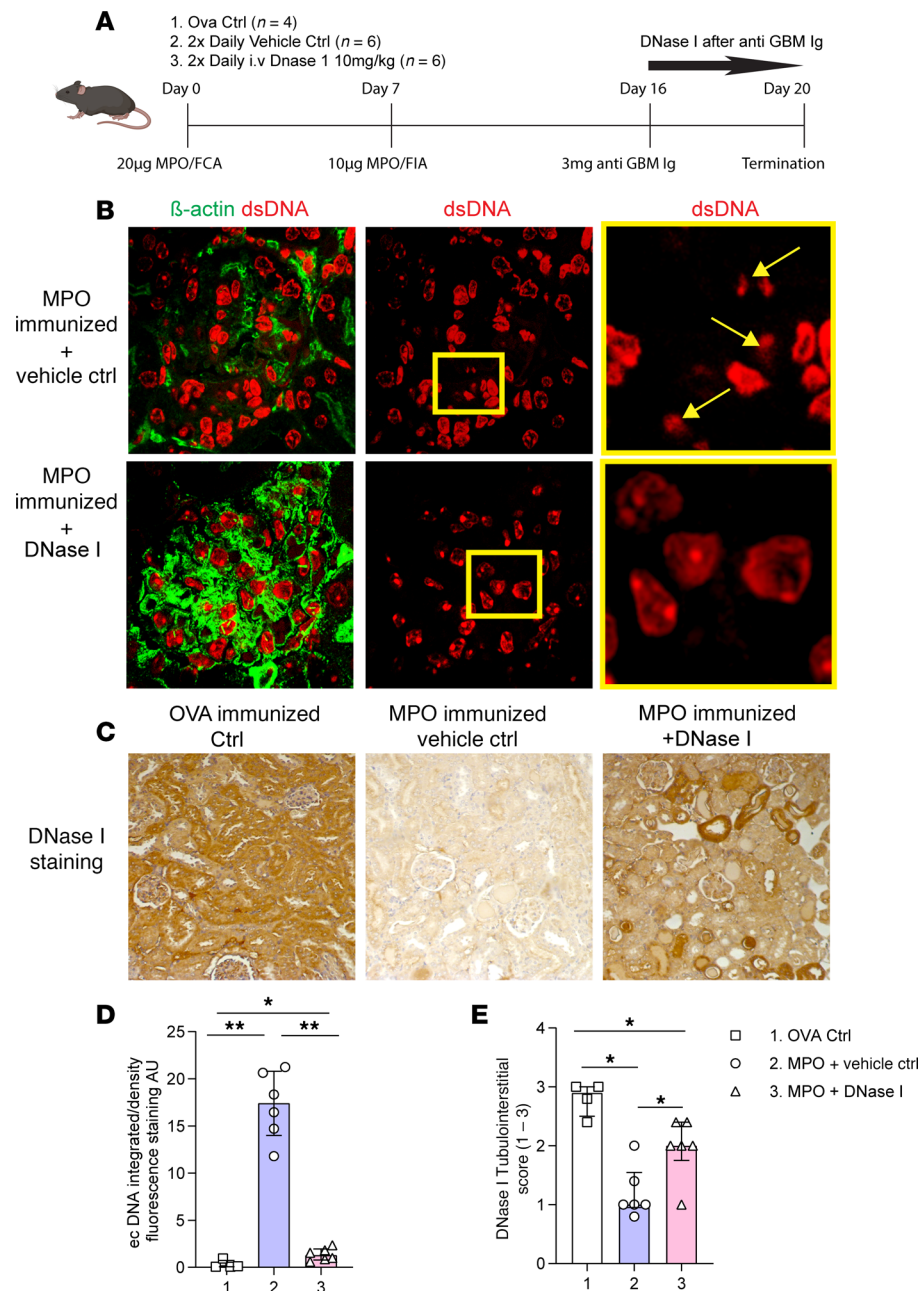 A
1. Ova Ctrl (n = 4)
2. 2x Daily Vehicle Ctrl (n = 6)
3. 2x Daily i.v Dnase 1 10mg/kg (n = 6)
DNase I after anti GBM Ig
Day 0
Day 7
Day 16
Day 20
20µg MPO/FCA
10µg MPO/FIA
3mg anti GBM Ig
Termination
B
ß-actin dsDNA
dsDNA
dsDNA
MPO
immunized
+
vehicle ctrl
MPO
immunized
+
DNase I
C
OVA immunized
Ctrl
MPO immunized
vehicle ctrl
MPO immunized
+DNase I
DNase I
staining
D
ec DNA integrated/density
fluorescence staining AU
25
20
15
10
5
0
*
**
**
1
2
3
E
DNase I Tubulointerstitial
score (1 – 3)
4
3
2
1
0
*
*
*
1
2
3
1. OVA Ctrl
2. MPO + vehicle ctrl
3. MPO + DNase I